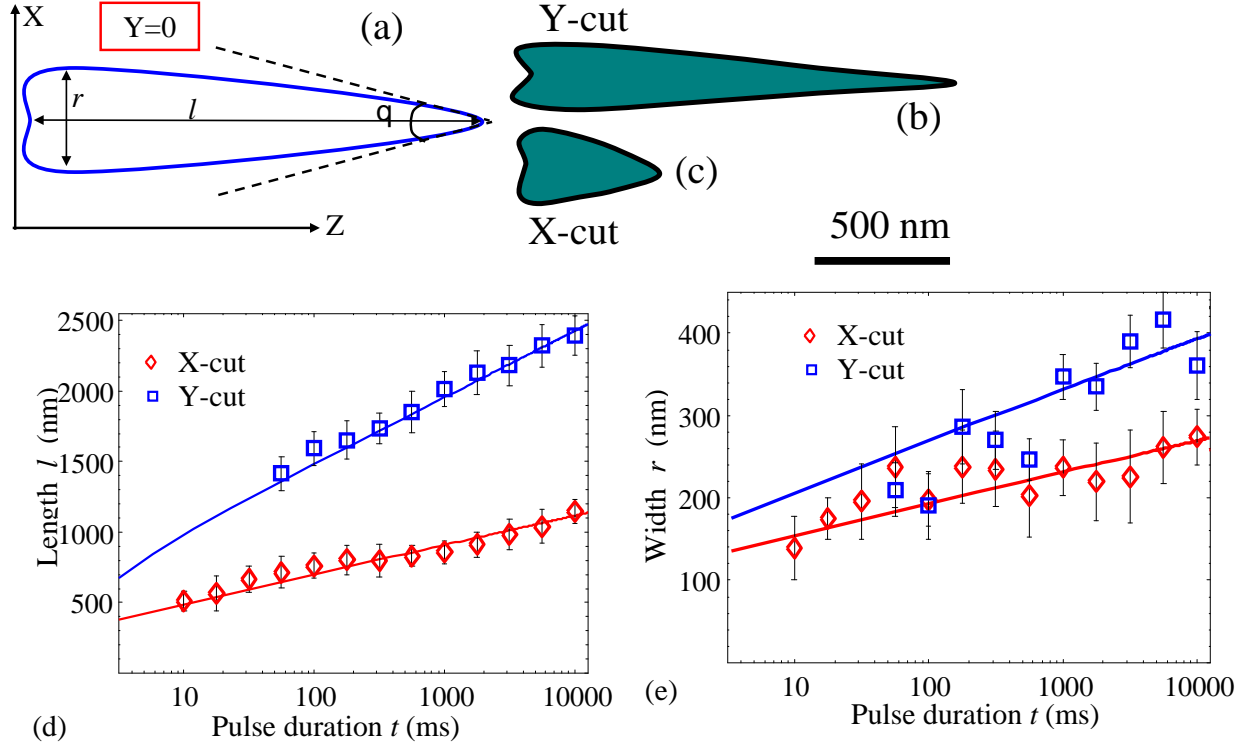 X
Y=0
(a)
r
l
q
Z
Y-cut
(b)
(c)
X-cut
500 nm
2500
2000
1500
1000
500
Length l (nm)
X-cut
Y-cut
10 100 1000 10000
Pulse duration t (ms)
(d)
400
300
200
100
Width r (nm)
X-cut
Y-cut
10 100 1000 10000
Pulse duration t (ms)
(e)